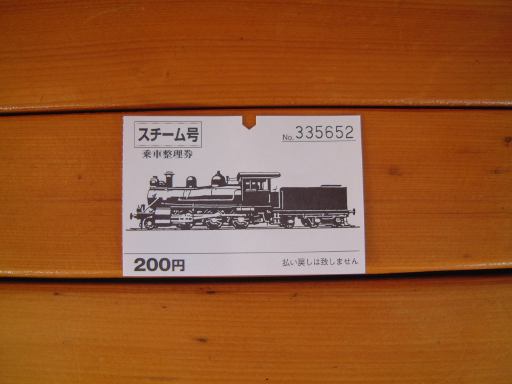 スチーム号
No. 335652
乗車整理券
200円
払い戻しは致しません